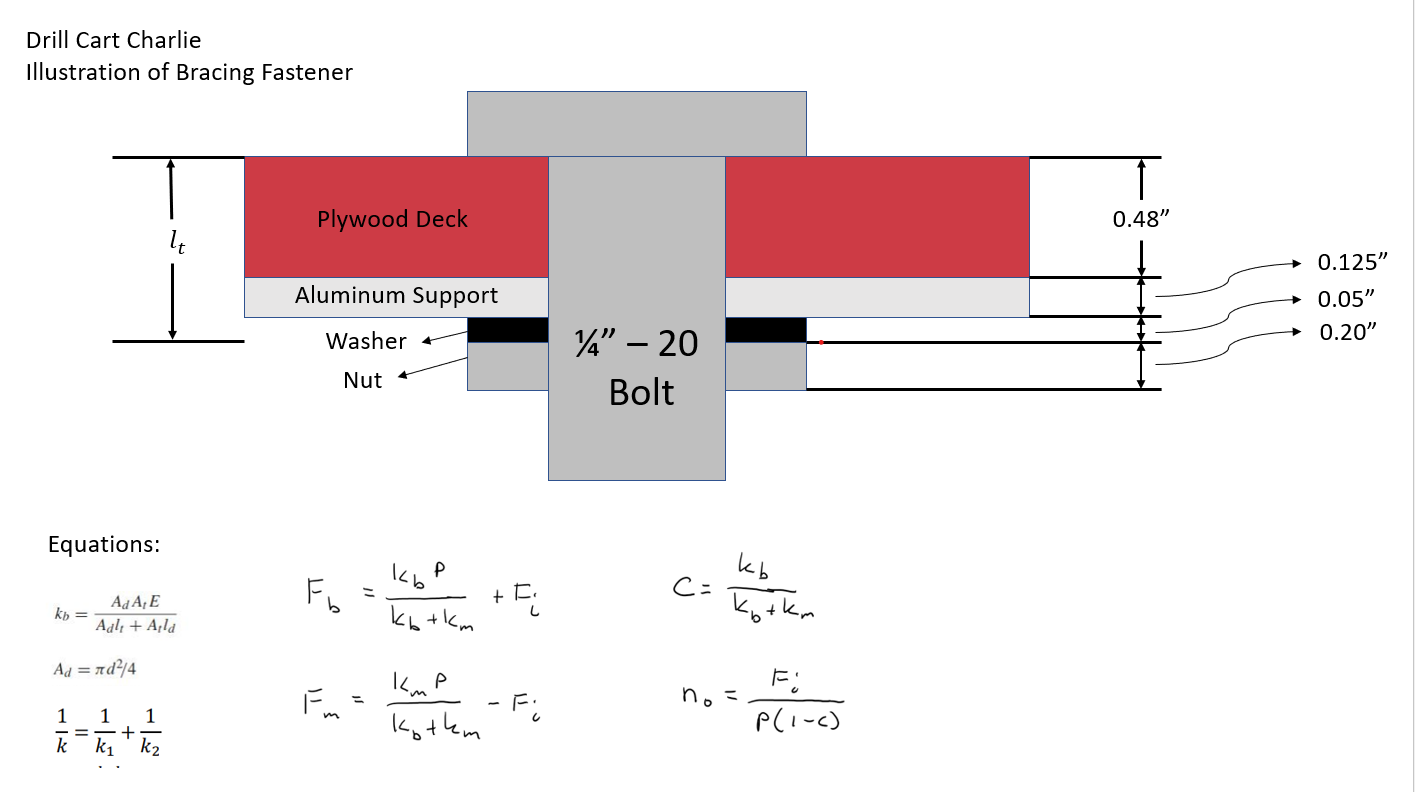 Drill Cart Charlie
Illustration of Bracing Fastener
Plywood Deck
0.48”
l_t
0.125”
Aluminum Support
0.05”
Washer
¼” – 20
Bolt
0.20”
Nut
Equations:
k_b = A_d A_t E / (A_d l_t + A_t l_d)
F_b = k_b P / (k_b + k_m) + F_i
C = k_b / (k_b + k_m)
A_d = πd²/4
F_m = k_m P / (k_b + k_m) - F_i
n_o = F_i / P(1-c)
1/k = 1/k₁ + 1/k₂